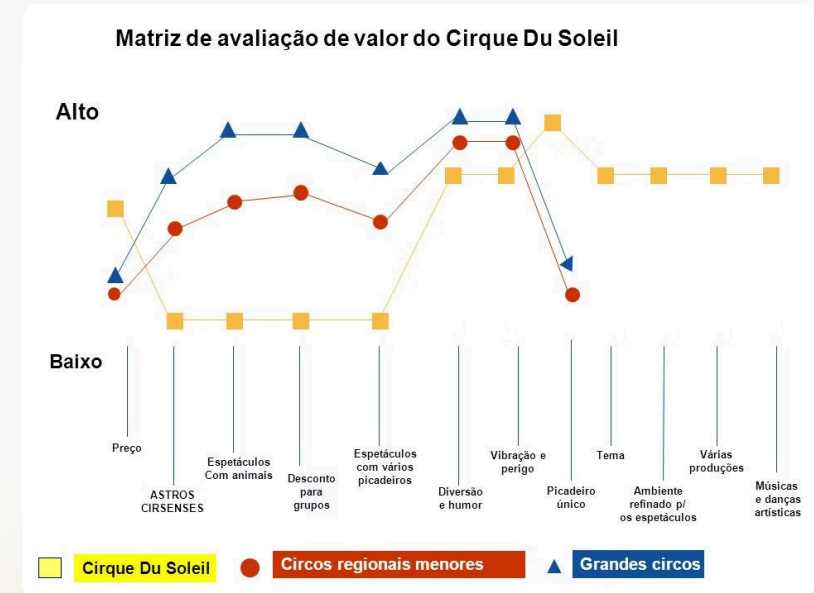 Matriz de avaliação de valor do Cirque Du Soleil
Alto
Baixo
Preço
ASTROS
CIRSENSES
Espetáculos
Com animais
Desconto
para
grupos
Espetáculos
com vários
picadeiros
Diversão
e humor
Vibração e
perigo
Picadeiro
único
Tema
Ambiente
refinado p/
os espetáculos
Várias
produções
Músicas
e danças
artísticas
Cirque Du Soleil
Circos regionais menores
Grandes circos